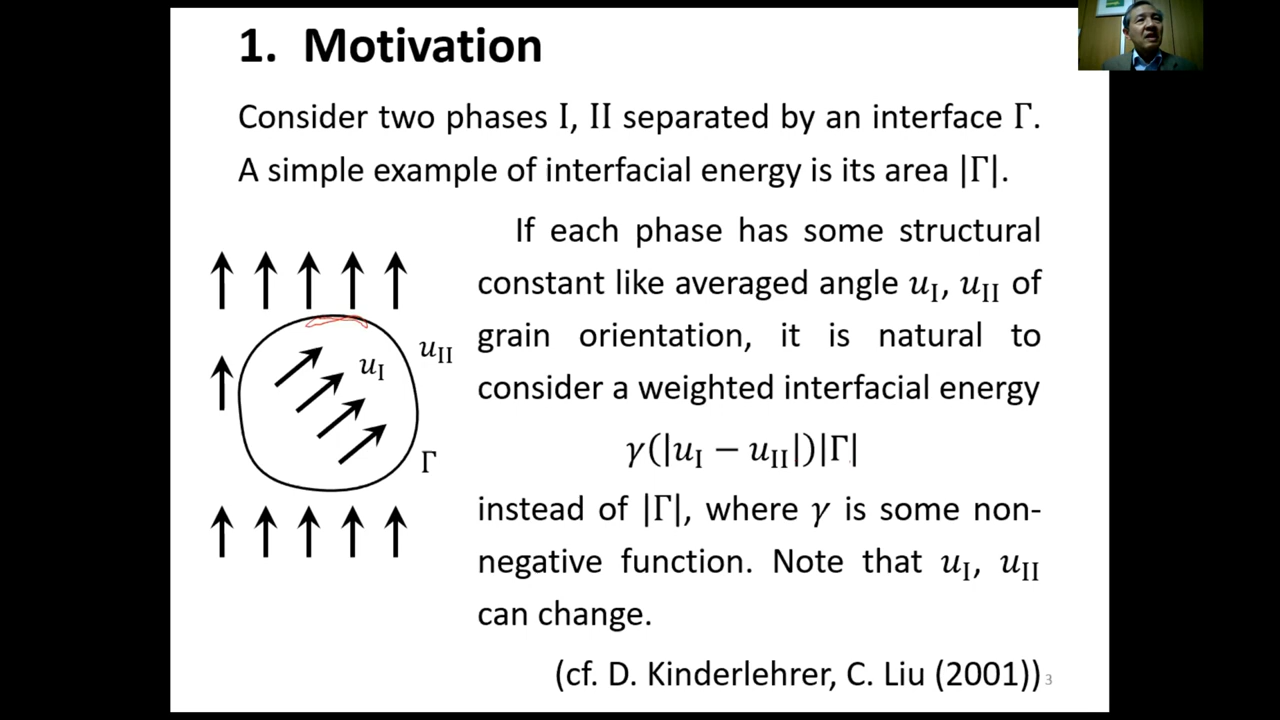 1. Motivation
Consider two phases I, II separated by an interface Γ.
A simple example of interfacial energy is its area |Γ|.
If each phase has some structural
constant like averaged angle u_I, u_II of
grain orientation, it is natural to
consider a weighted interfacial energy
γ(|u_I − u_II|)|Γ|
instead of |Γ|, where γ is some non-
negative function. Note that u_I, u_II
can change.
(cf. D. Kinderlehrer, C. Liu (2001))
3
u_I
u_II
Γ